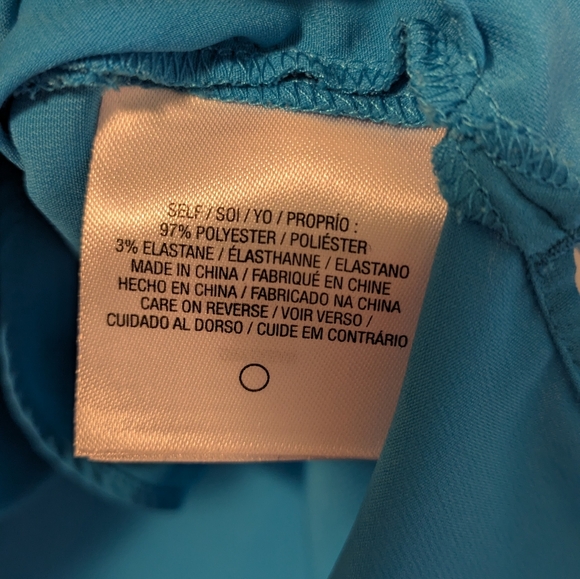 SELF / SOI / YO / PROPRÍO :
97% POLYESTER / POLIÉSTER
3% ELASTANE / ÉLASTHANNE / ELASTANO
MADE IN CHINA / FABRIQUÉ EN CHINE
HECHO EN CHINA / FABRICADO NA CHINA
CARE ON REVERSE / VOIR VERSO /
CUIDADO AL DORSO / CUIDE EM CONTRÁRIO